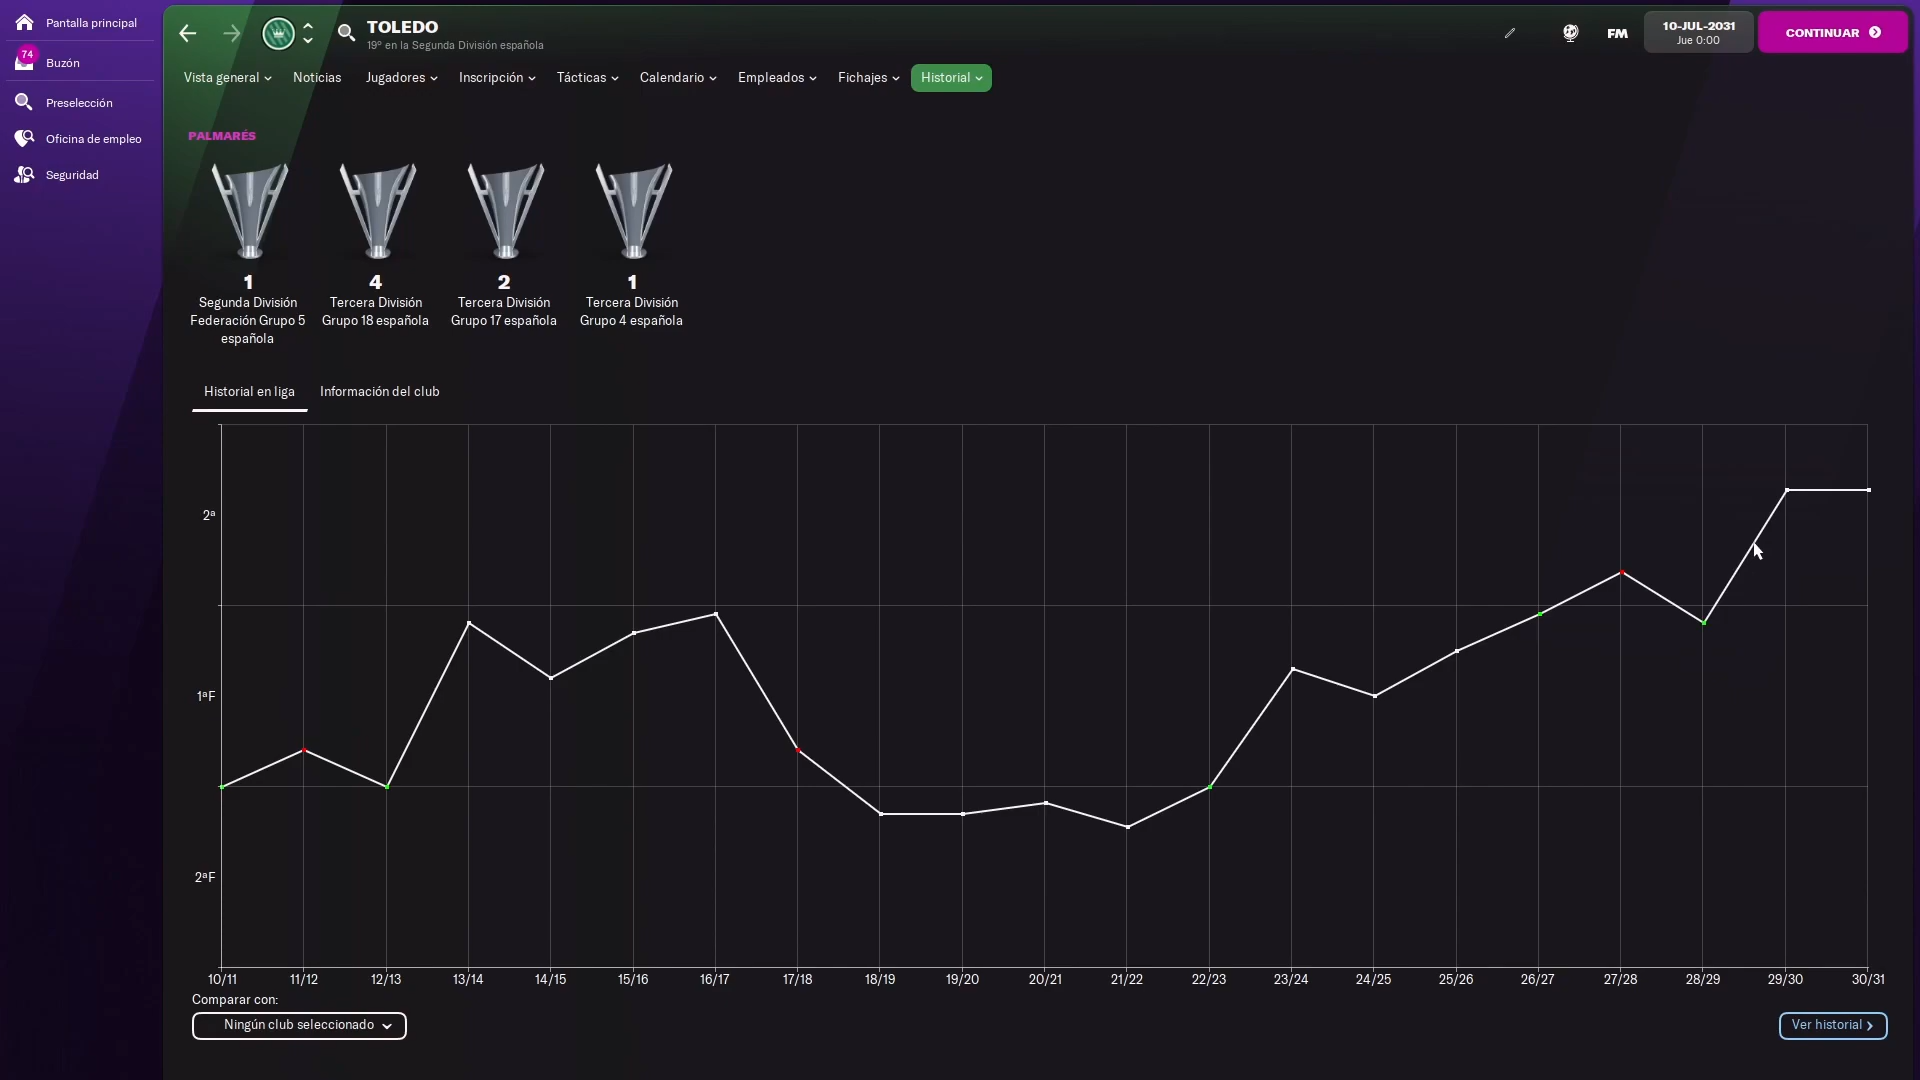 Pantalla principal
74
Buzón
Preselección
Oficina de empleo
Seguridad
TOLEDO
19º en la Segunda División española
FM
10-JUL-2031
Jue 0:00
CONTINUAR
Vista general
Noticias
Jugadores
Inscripción
Tácticas
Calendario
Empleados
Fichajes
Historial
PALMARÉS
1
Segunda División
Federación Grupo 5
española
4
Tercera División
Grupo 18 española
2
Tercera División
Grupo 17 española
1
Tercera División
Grupo 4 española
Historial en liga
Información del club
2ª
1ªF
2ªF
10/11
11/12
12/13
13/14
14/15
15/16
16/17
17/18
18/19
19/20
20/21
21/22
22/23
23/24
24/25
25/26
26/27
27/28
28/29
29/30
30/31
Comparar con:
Ningún club seleccionado
Ver historial